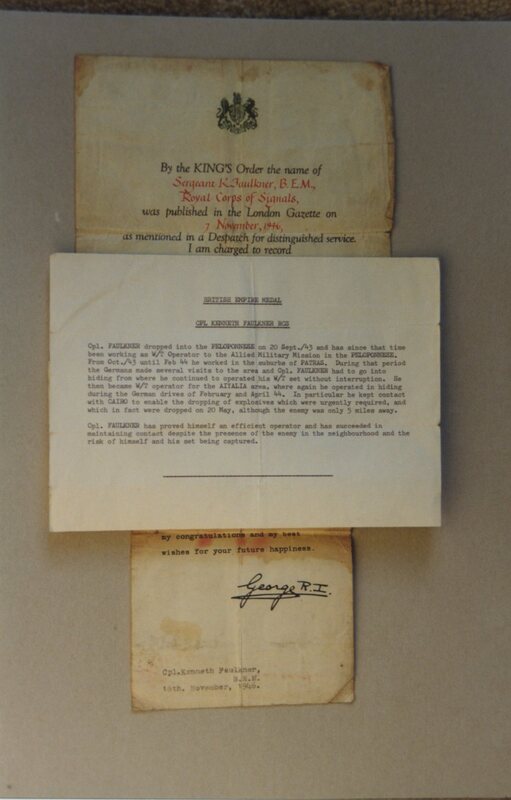 By the KING'S Order the name of
Sergeant K. Faulkner, B.E.M.,
Royal Corps of Signals,
was published in the London Gazette on
7 November, 1946,
as mentioned in a Despatch for distinguished service.
I am charged to record
BRITISH EMPIRE MEDAL
CPL KENNETH FAULKNER RCS
Cpl. FAULKNER dropped into the PELOPONNESE on 20 Sept./43 and has since that time
been working as W/T Operator to the Allied Military Mission in the PELOPONNESE.
From Oct./43 until Feb 44 he worked in the suburbs of PATRAS. During that period
the Germans made several visits to the area and Cpl. FAULKNER had to go into
hiding from where he continued to operated his W/T set without interruption. He
then became W/T operator for the AITALIA area, where again he operated in hiding
during the German drives of February and April 44. In particular he kept contact
with CAIRO to enable the dropping of explosives which were urgently required, and
which in fact were dropped on 20 May, although the enemy was only 5 miles away.
Cpl. FAULKNER has proved himself an efficient operator and has succeeded in
maintaining contact despite the presence of the enemy in the neighbourhood and the
risk of himself and his set being captured.
my congratulations and my best
wishes for your future happiness.
George R.I.
Cpl.Kenneth Faulkner,
B.E.M.
November, 1946.